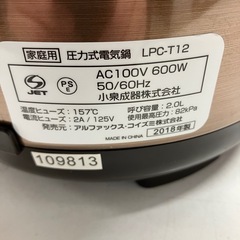 家庭用 圧力式電気鍋 LPC-T12
JET
PS
E
AC100V 600W
50/60Hz
小泉成器株式会社
温度ヒューズ：157℃ 呼び容量：2.0L
電流ヒューズ：2A / 125V 最高使用圧力：82kPa
発売元：アルファックス・コイズミ株式会社 2018年製
MADE IN CHINA
109813